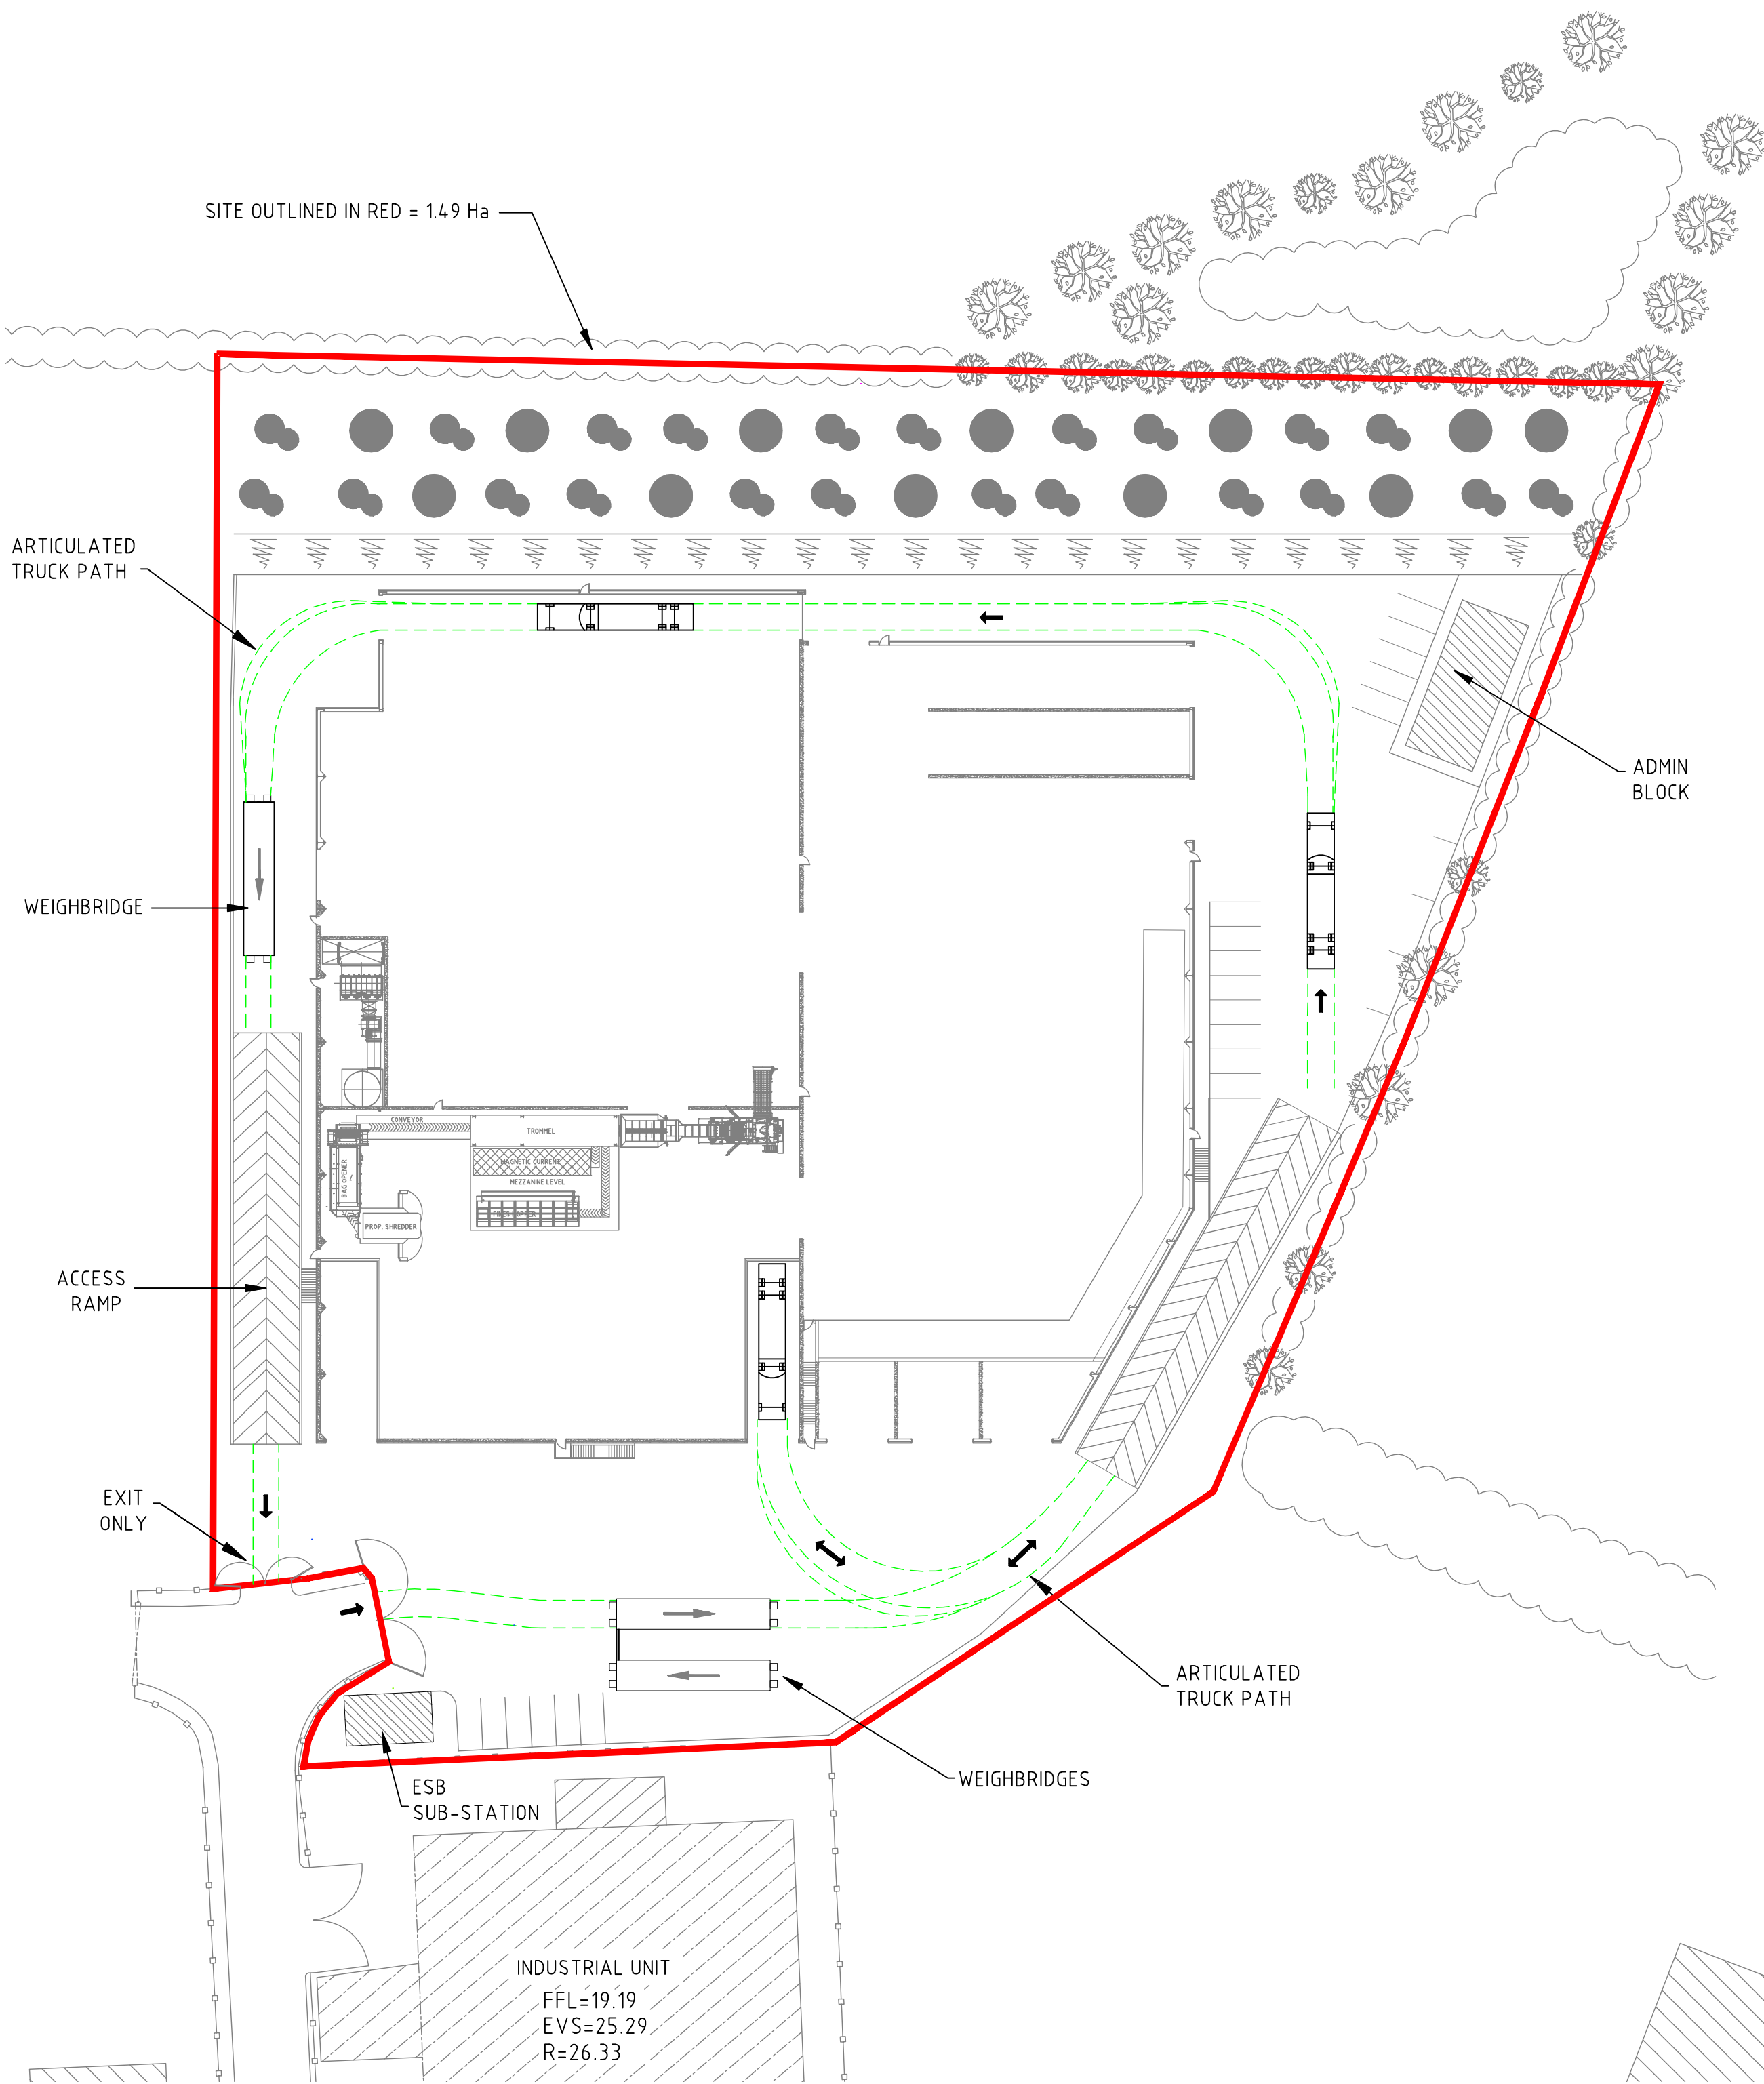 SITE OUTLINED IN RED = 1.49 Ha
ARTICULATED
TRUCK PATH
ADMIN
BLOCK
WEIGHBRIDGE
CONVEYOR
TROMMEL
MAGNETIC CURRENT
BAG OPENER
MEZZANINE LEVEL
PROP. SHREDDER
ACCESS
RAMP
EXIT
ONLY
ARTICULATED
TRUCK PATH
WEIGHBRIDGES
ESB
SUB-STATION
INDUSTRIAL UNIT
FFL=19.19
EVS=25.29
R=26.33